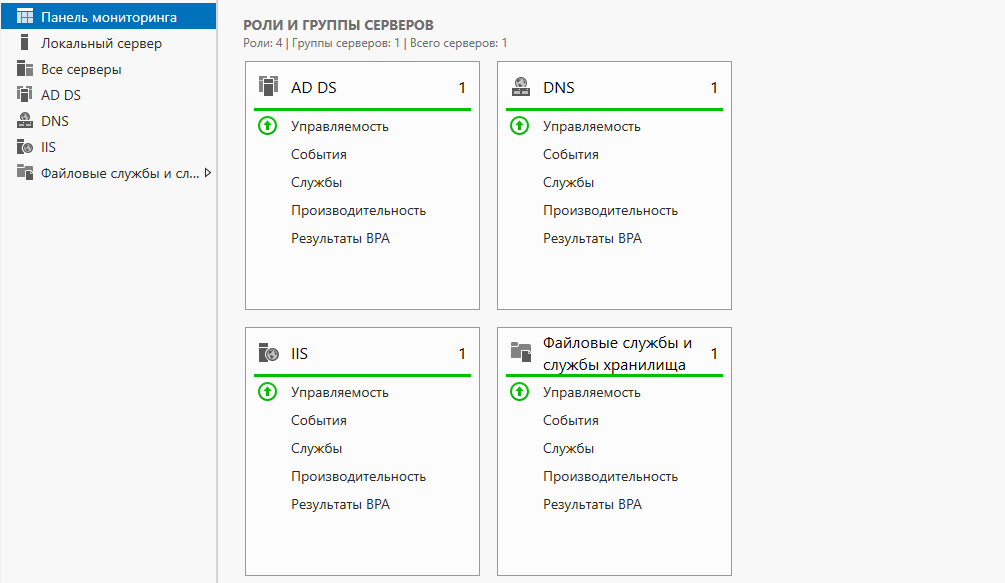 Панель мониторинга
Локальный сервер
Все серверы
AD DS
DNS
IIS
Файловые службы и сл...
РОЛИ И ГРУППЫ СЕРВЕРОВ
Роли: 4 | Группы серверов: 1 | Всего серверов: 1
AD DS 1
Управляемость
События
Службы
Производительность
Результаты BPA
DNS 1
Управляемость
События
Службы
Производительность
Результаты BPA
IIS 1
Управляемость
События
Службы
Производительность
Результаты BPA
Файловые службы и
службы хранилища 1
Управляемость
События
Службы
Производительность
Результаты BPA